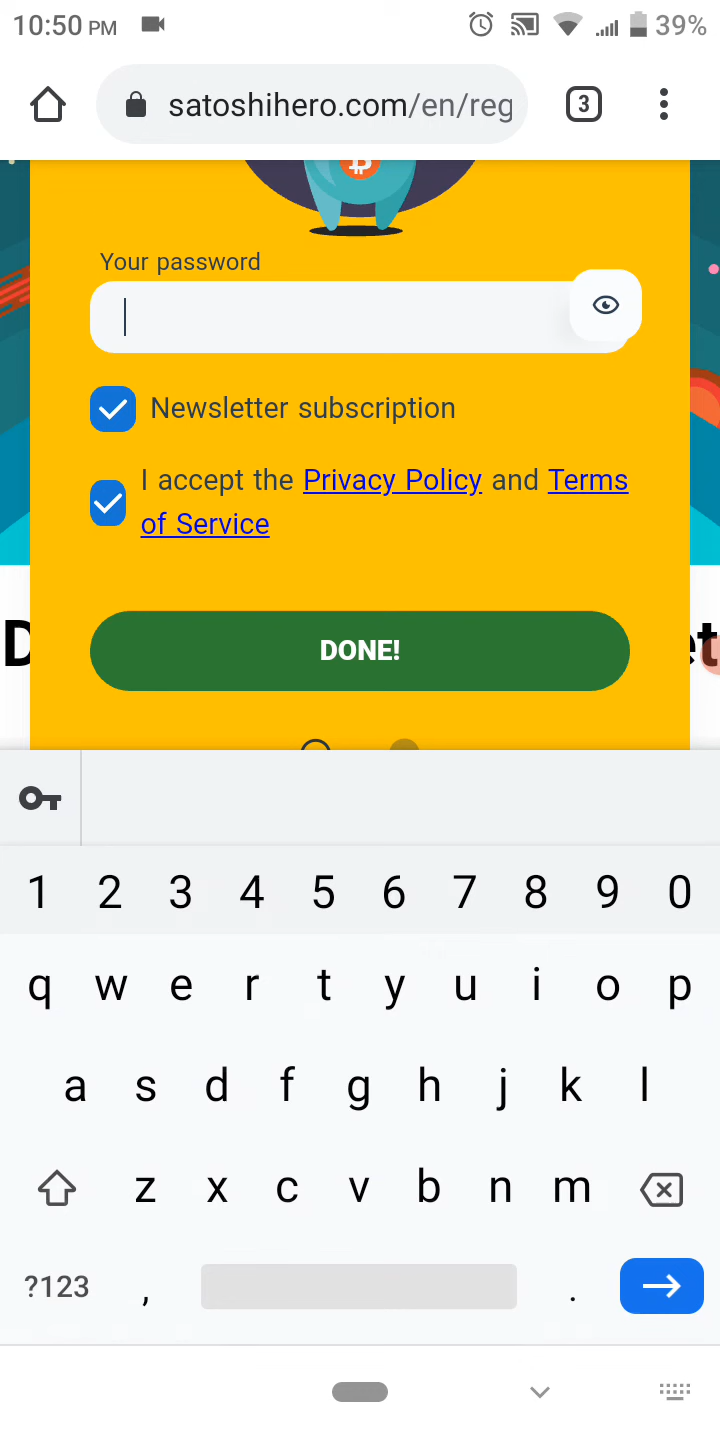 10:50 PM
39%
satoshihero.com/en/reg
3
Your password
Newsletter subscription
I accept the Privacy Policy and Terms
of Service
DONE!
1 2 3 4 5 6 7 8 9 0
q w e r t y u i o p
a s d f g h j k l
z x c v b n m
?123 , .